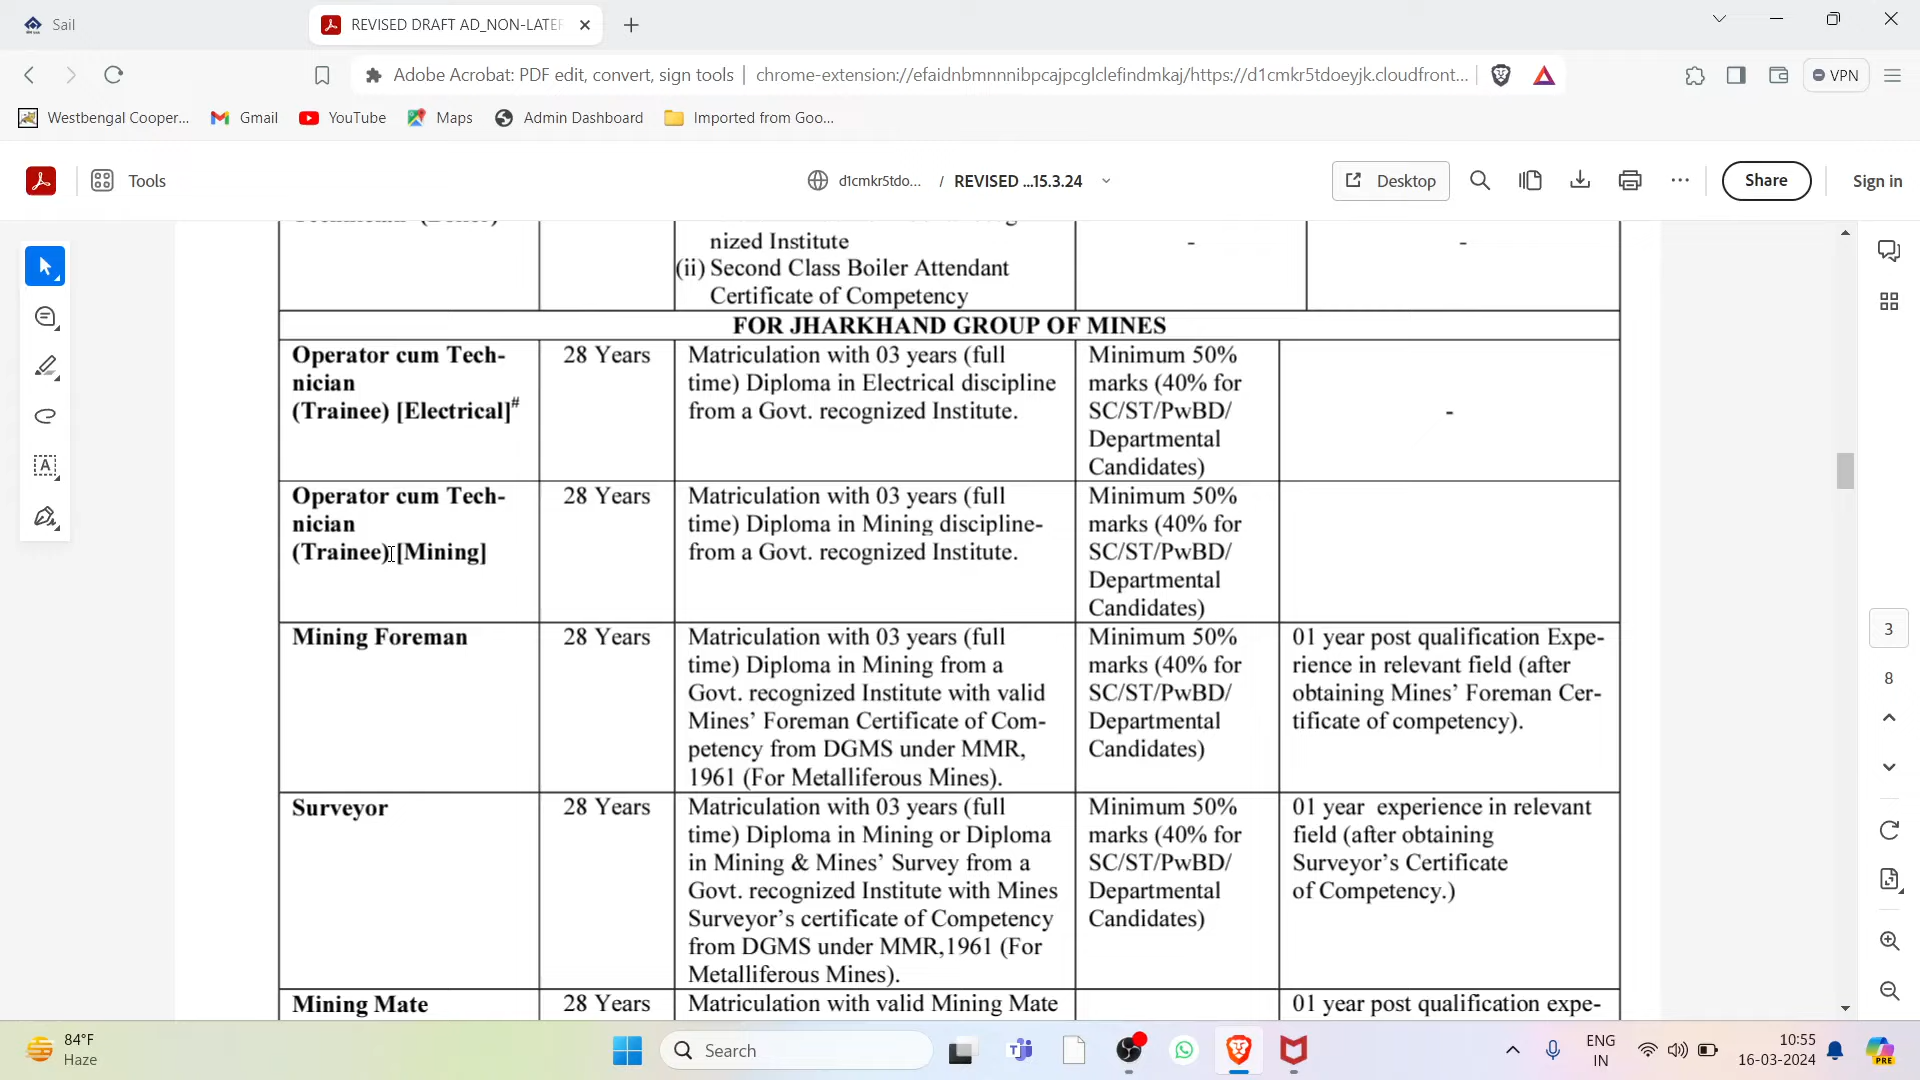 Sail
REVISED DRAFT AD_NON-LATE
Adobe Acrobat: PDF edit, convert, sign tools
chrome-extension://efaidnbmnnnibpcajpcglclefindmkaj/https://d1cmkr5tdoeyjk.cloudfront...
VPN
Westbengal Cooper...
Gmail
YouTube
Maps
Admin Dashboard
Imported from Goo...
Tools
d1cmkr5tdo... / REVISED ...15.3.24
Desktop
Share
Sign in
nized Institute
(ii) Second Class Boiler Attendant
Certificate of Competency
-
-
FOR JHARKHAND GROUP OF MINES
Operator cum Tech-
nician
(Trainee) [Electrical]#
28 Years
Matriculation with 03 years (full
time) Diploma in Electrical discipline
from a Govt. recognized Institute.
Minimum 50%
marks (40% for
SC/ST/PwBD/
Departmental
Candidates)
-
Operator cum Tech-
nician
(Trainee)[Mining]
28 Years
Matriculation with 03 years (full
time) Diploma in Mining discipline-
from a Govt. recognized Institute.
Minimum 50%
marks (40% for
SC/ST/PwBD/
Departmental
Candidates)
Mining Foreman
28 Years
Matriculation with 03 years (full
time) Diploma in Mining from a
Govt. recognized Institute with valid
Mines’ Foreman Certificate of Com-
petency from DGMS under MMR,
1961 (For Metalliferous Mines).
Minimum 50%
marks (40% for
SC/ST/PwBD/
Departmental
Candidates)
01 year post qualification Expe-
rience in relevant field (after
obtaining Mines’ Foreman Cer-
tificate of competency).
Surveyor
28 Years
Matriculation with 03 years (full
time) Diploma in Mining or Diploma
in Mining & Mines’ Survey from a
Govt. recognized Institute with Mines
Surveyor’s certificate of Competency
from DGMS under MMR,1961 (For
Metalliferous Mines).
Minimum 50%
marks (40% for
SC/ST/PwBD/
Departmental
Candidates)
01 year experience in relevant
field (after obtaining
Surveyor’s Certificate
of Competency.)
Mining Mate
28 Years
Matriculation with valid Mining Mate
01 year post qualification expe-
3
8
84°F
Haze
Search
ENG
IN
10:55
16-03-2024
PRE